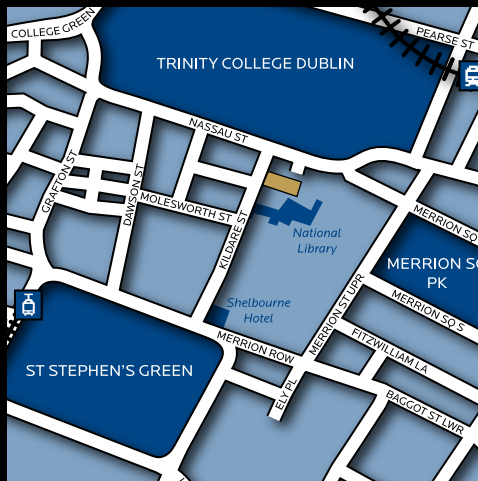 COLLEGE GREEN
PEARSE ST
TRINITY COLLEGE DUBLIN
NASSAU ST
GRAFTON ST
DAWSON ST
MOLESWORTH ST
KILDARE ST
National
Library
MERRION SQ
MERRION SQ
PK
MERRION SQ S
Shelbourne
Hotel
MERRION ST UPR
MERRION ROW
FITZWILLIAM LA
ST STEPHEN'S GREEN
ELY PL
BAGGOT ST LWR